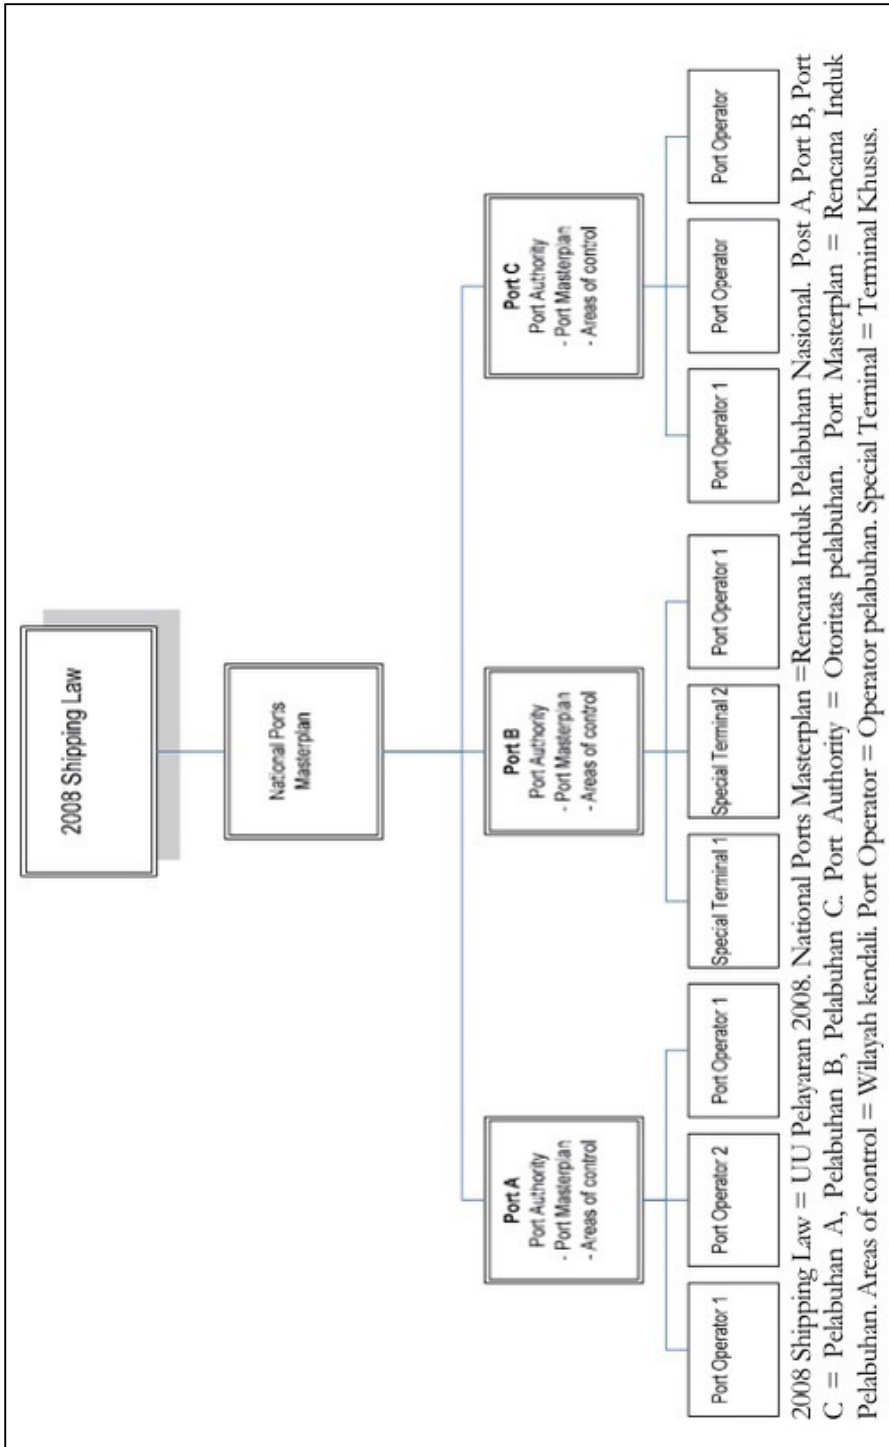 2008 Shipping Law
National Ports
Masterplan
Port A
Port Authority
- Port Masterplan
- Areas of control
Port B
Port Authority
- Port Masterplan
- Areas of control
Port C
Port Authority
- Port Masterplan
- Areas of control
Port Operator 1
Port Operator 2
Port Operator 1
Special Terminal 1
Special Terminal 2
Port Operator 1
Port Operator 1
Port Operator
Port Operator
2008 Shipping Law = UU Pelayaran 2008. National Ports Masterplan =Rencana Induk Pelabuhan Nasional. Post A, Port B, Port
C = Pelabuhan A, Pelabuhan B, Pelabuhan C. Port Authority = Otoritas pelabuhan. Port Masterplan = Rencana Induk
Pelabuhan. Areas of control = Wilayah kendali. Port Operator = Operator pelabuhan. Special Terninal = Terminal Khusus.